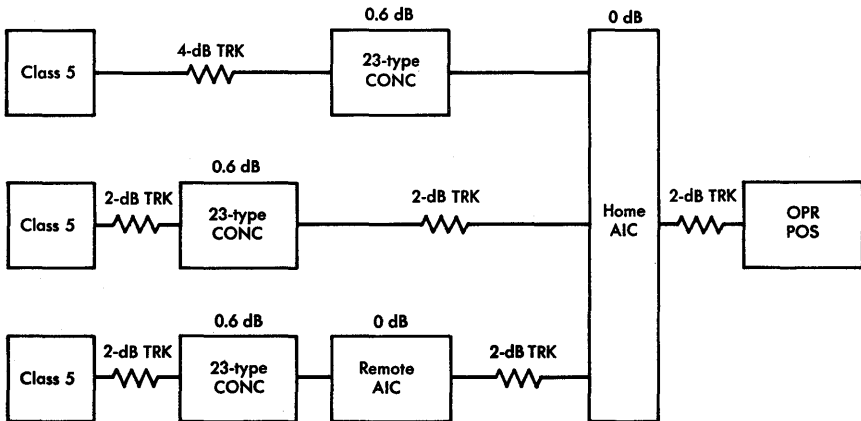 0.6 dB
0 dB
4-dB TRK
Class 5
23-type
CONC
0.6 dB
2-dB TRK
2-dB TRK
2-dB TRK
Class 5
23-type
CONC
Home
AIC
OPR
POS
0.6 dB
0 dB
2-dB TRK
2-dB TRK
Class 5
23-type
CONC
Remote
AIC